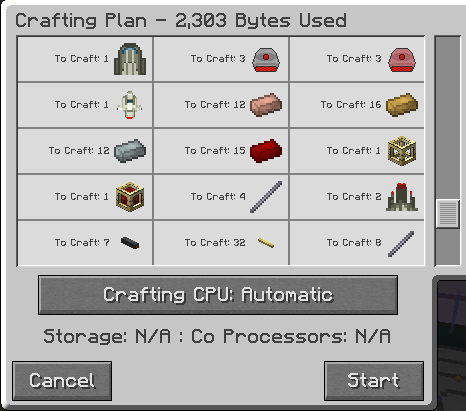 Crafting Plan - 2,303 Bytes Used
To Craft: 1 To Craft: 3 To Craft: 3
To Craft: 1 To Craft: 12 To Craft: 16
To Craft: 12 To Craft: 15 To Craft: 1
To Craft: 1 To Craft: 4 To Craft: 2
To Craft: 7 To Craft: 32 To Craft: 8
Crafting CPU: Automatic
Storage: N/A : Co Processors: N/A
Cancel Start